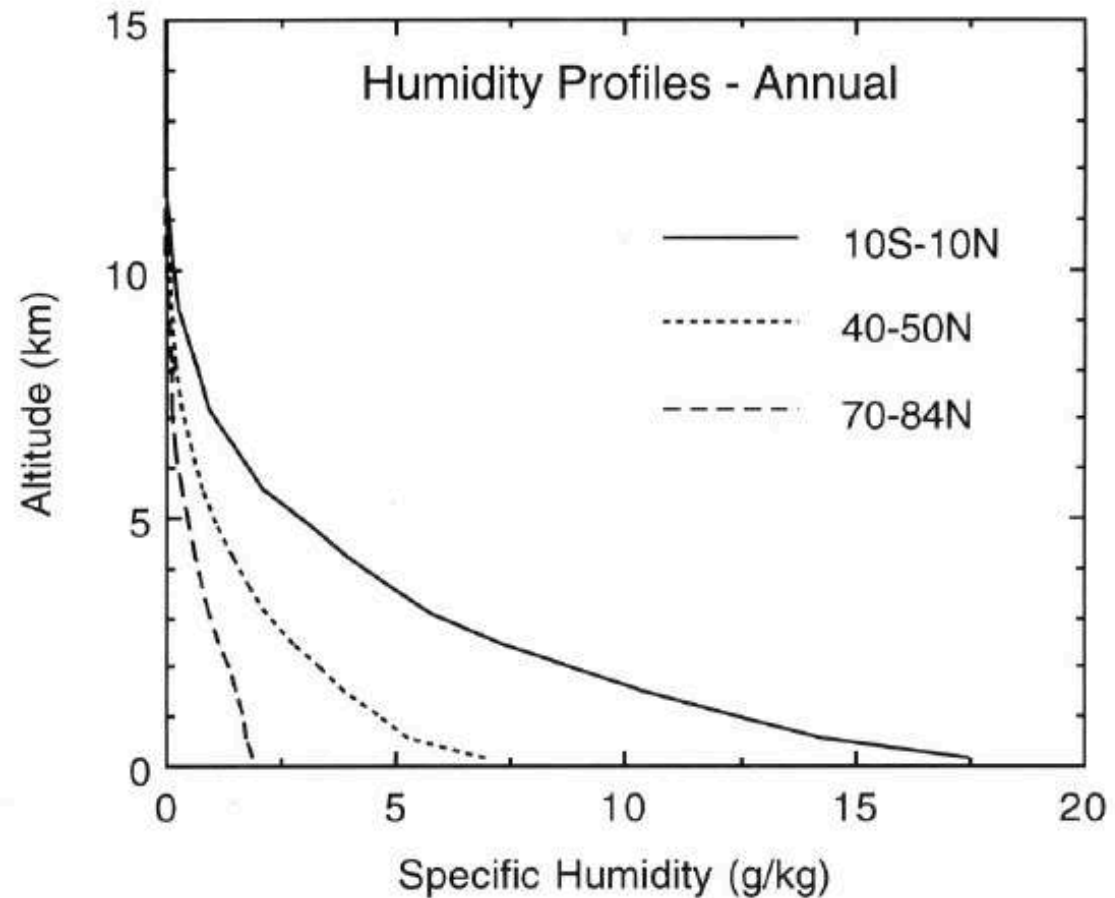 Humidity Profiles - Annual
10S-10N
40-50N
70-84N
Altitude (km)
15
10
5
0
0 5 10 15 20
Specific Humidity (g/kg)